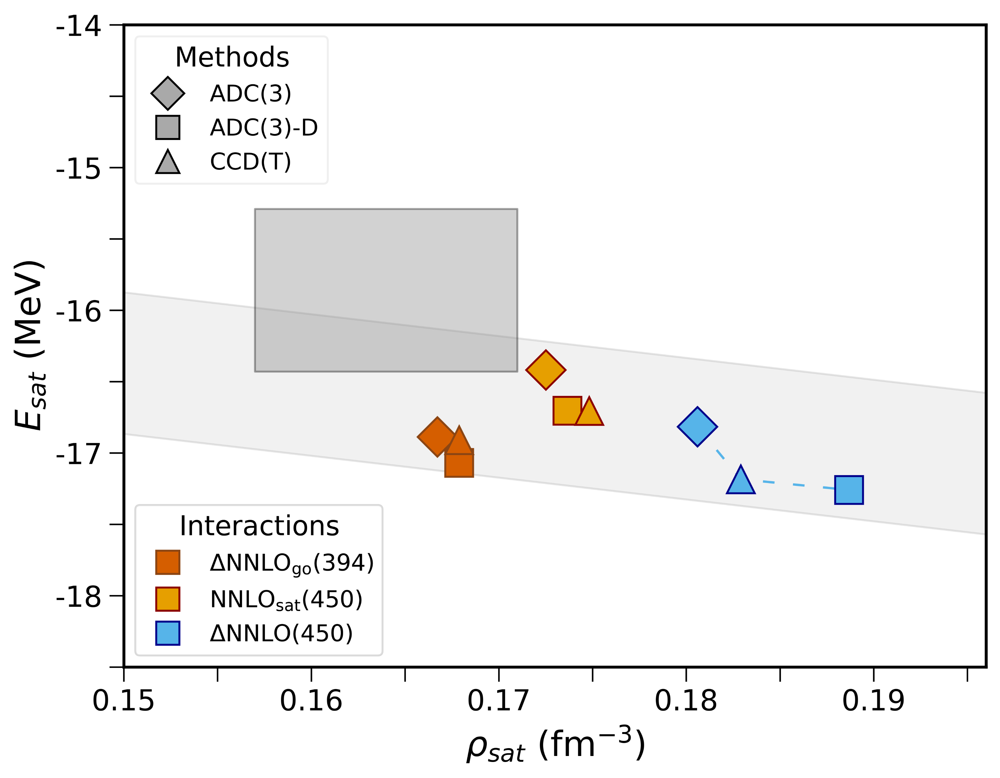 -14
-15
-16
-17
-18
E_sat (MeV)
Methods
ADC(3)
ADC(3)-D
CCD(T)
Interactions
ΔNNLO_go(394)
NNLO_sat(450)
ΔNNLO(450)
0.15 0.16 0.17 0.18 0.19
ρ_sat (fm⁻³)